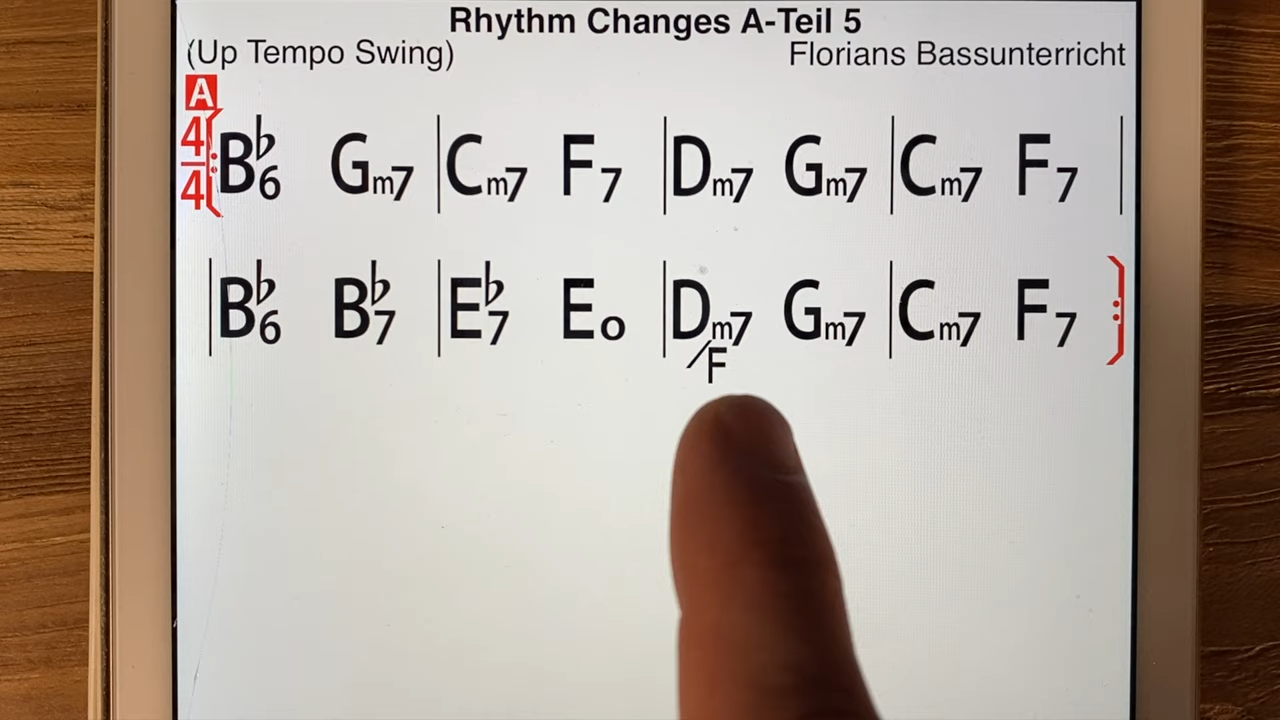 Rhythm Changes A-Teil 5
(Up Tempo Swing) Florians Bassunterricht
A
4/4 B♭6 Gm7 | Cm7 F7 | Dm7 Gm7 | Cm7 F7 |
| B♭6 B♭7 | E♭7 Eo | Dm7/F Gm7 | Cm7 F7